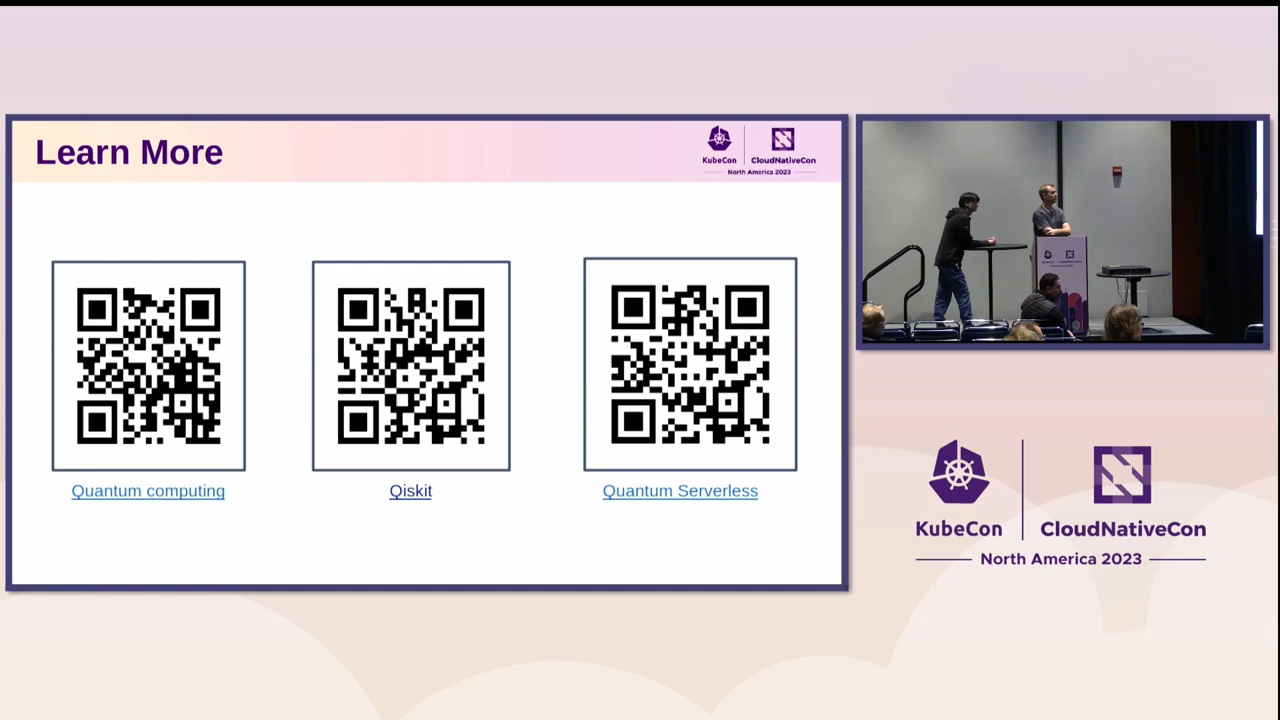 Learn More
KubeCon
CloudNativeCon
North America 2023
Quantum computing
Qiskit
Quantum Serverless
KubeCon
CloudNativeCon
North America 2023